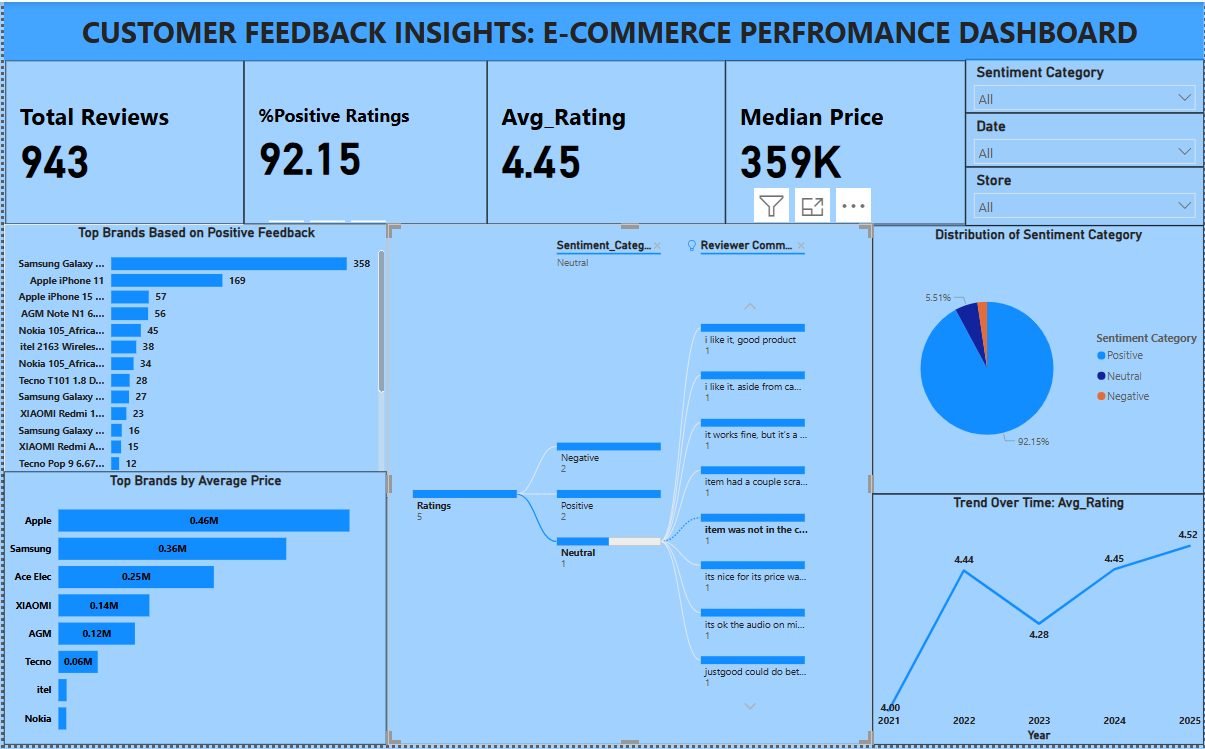 CUSTOMER FEEDBACK INSIGHTS: E-COMMERCE PERFROMANCE DASHBOARD
Total Reviews
943
%Positive Ratings
92.15
Avg_Rating
4.45
Median Price
359K
Sentiment Category
All
Date
All
Store
All
Top Brands Based on Positive Feedback
Samsung Galaxy ... 358
Apple iPhone 11 169
Apple iPhone 15 ... 57
AGM Note N1 6.... 56
Nokia 105_Africa... 45
itel 2163 Wireles... 38
Nokia 105_Africa... 34
Tecno T101 1.8 D... 28
Samsung Galaxy ... 27
XIAOMI Redmi 1... 23
Samsung Galaxy ... 16
XIAOMI Redmi A... 15
Tecno Pop 9 6.67... 12
Top Brands by Average Price
Apple 0.46M
Samsung 0.36M
Ace Elec 0.25M
XIAOMI 0.14M
AGM 0.12M
Tecno 0.06M
itel
Nokia
Sentiment_Categ...
Neutral
Reviewer Comm...
Ratings
5
Negative
2
Positive
2
Neutral
1
i like it, good product
1
i like it. aside from ca...
1
it works fine, but it's a ...
1
item had a couple scra...
1
item was not in the c...
1
its nice for its price wa...
1
its ok the audio on mi...
1
justgood could do bet...
1
Distribution of Sentiment Category
5.51%
92.15%
Sentiment Category
Positive
Neutral
Negative
Trend Over Time: Avg_Rating
4.00
4.44
4.28
4.45
4.52
2021 2022 2023 2024 2025
Year